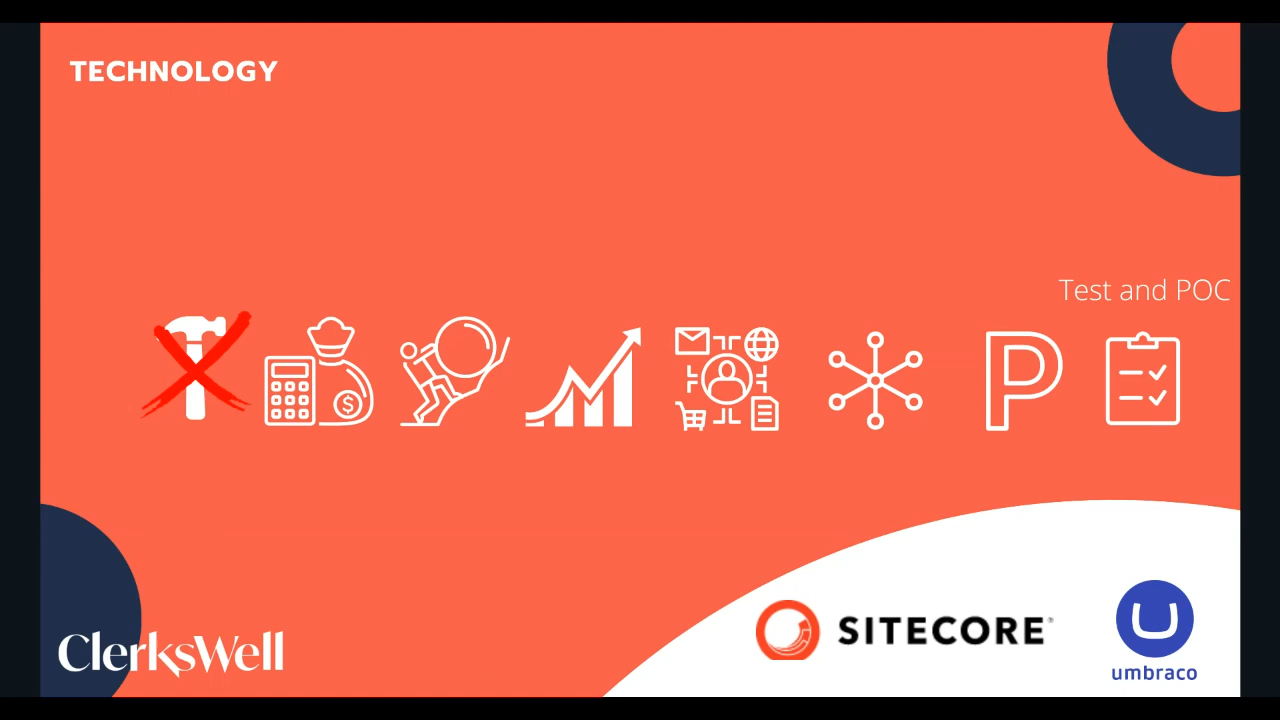 TECHNOLOGY
Test and POC
P
$
ClerksWell
SITECORE®
umbraco